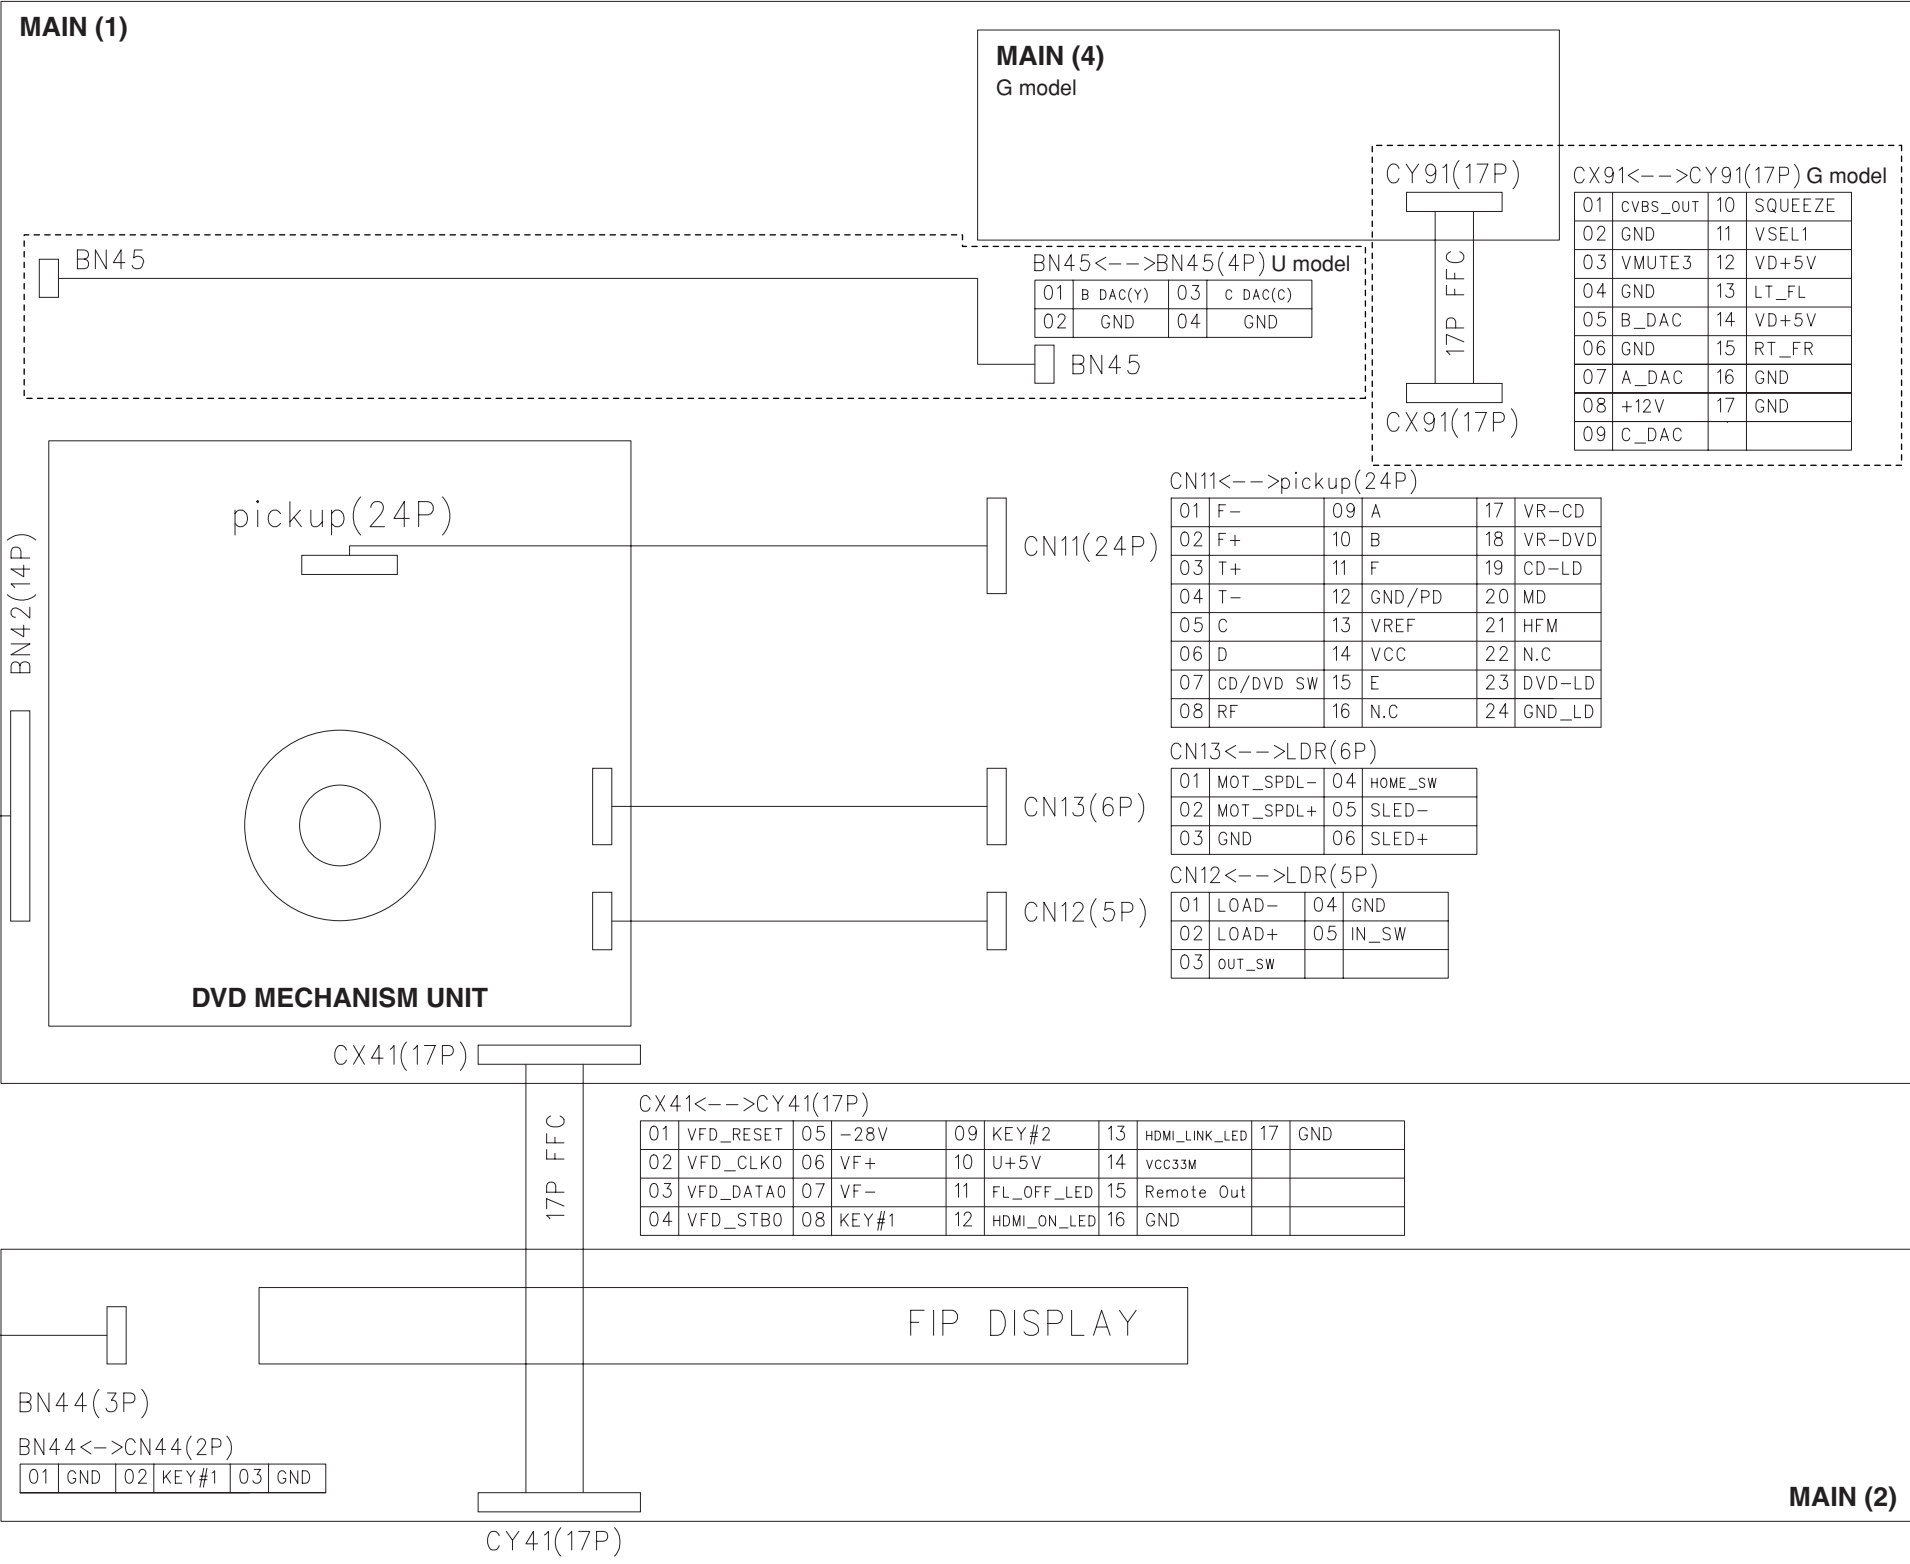 MAIN (1)
MAIN (4)
G model
CY91(17P)
17P FFC
CX91(17P)
CX91<-->CY91(17P) G model
01 CVBS_OUT 10 SQUEEZE
02 GND 11 VSEL1
03 VMUTE3 12 VD+5V
04 GND 13 LT_FL
05 B_DAC 14 VD+5V
06 GND 15 RT_FR
07 A_DAC 16 GND
08 +12V 17 GND
09 C_DAC
BN45
BN45<-->BN45(4P) U model
01 B DAC(Y) 03 C DAC(C)
02 GND 04 GND
BN45
BN42(14P)
pickup(24P)
DVD MECHANISM UNIT
CN11(24P)
CN11<-->pickup(24P)
01 F- 09 A 17 VR-CD
02 F+ 10 B 18 VR-DVD
03 T+ 11 F 19 CD-LD
04 T- 12 GND/PD 20 MD
05 C 13 VREF 21 HFM
06 D 14 VCC 22 N.C
07 CD/DVD SW 15 E 23 DVD-LD
08 RF 16 N.C 24 GND_LD
CN13(6P)
CN13<-->LDR(6P)
01 MOT_SPDL- 04 HOME_SW
02 MOT_SPDL+ 05 SLED-
03 GND 06 SLED+
CN12(5P)
CN12<-->LDR(5P)
01 LOAD- 04 GND
02 LOAD+ 05 IN_SW
03 OUT_SW
CX41(17P)
17P FFC
CX41<-->CY41(17P)
01 VFD_RESET 05 -28V 09 KEY#2 13 HDMI_LINK_LED 17 GND
02 VFD_CLKO 06 VF+ 10 U+5V 14 VCC33M
03 VFD_DATAO 07 VF- 11 FL_OFF_LED 15 Remote Out
04 VFD_STBO 08 KEY#1 12 HDMI_ON_LED 16 GND
FIP DISPLAY
BN44(3P)
BN44<->CN44(2P)
01 GND 02 KEY#1 03 GND
MAIN (2)
CY41(17P)